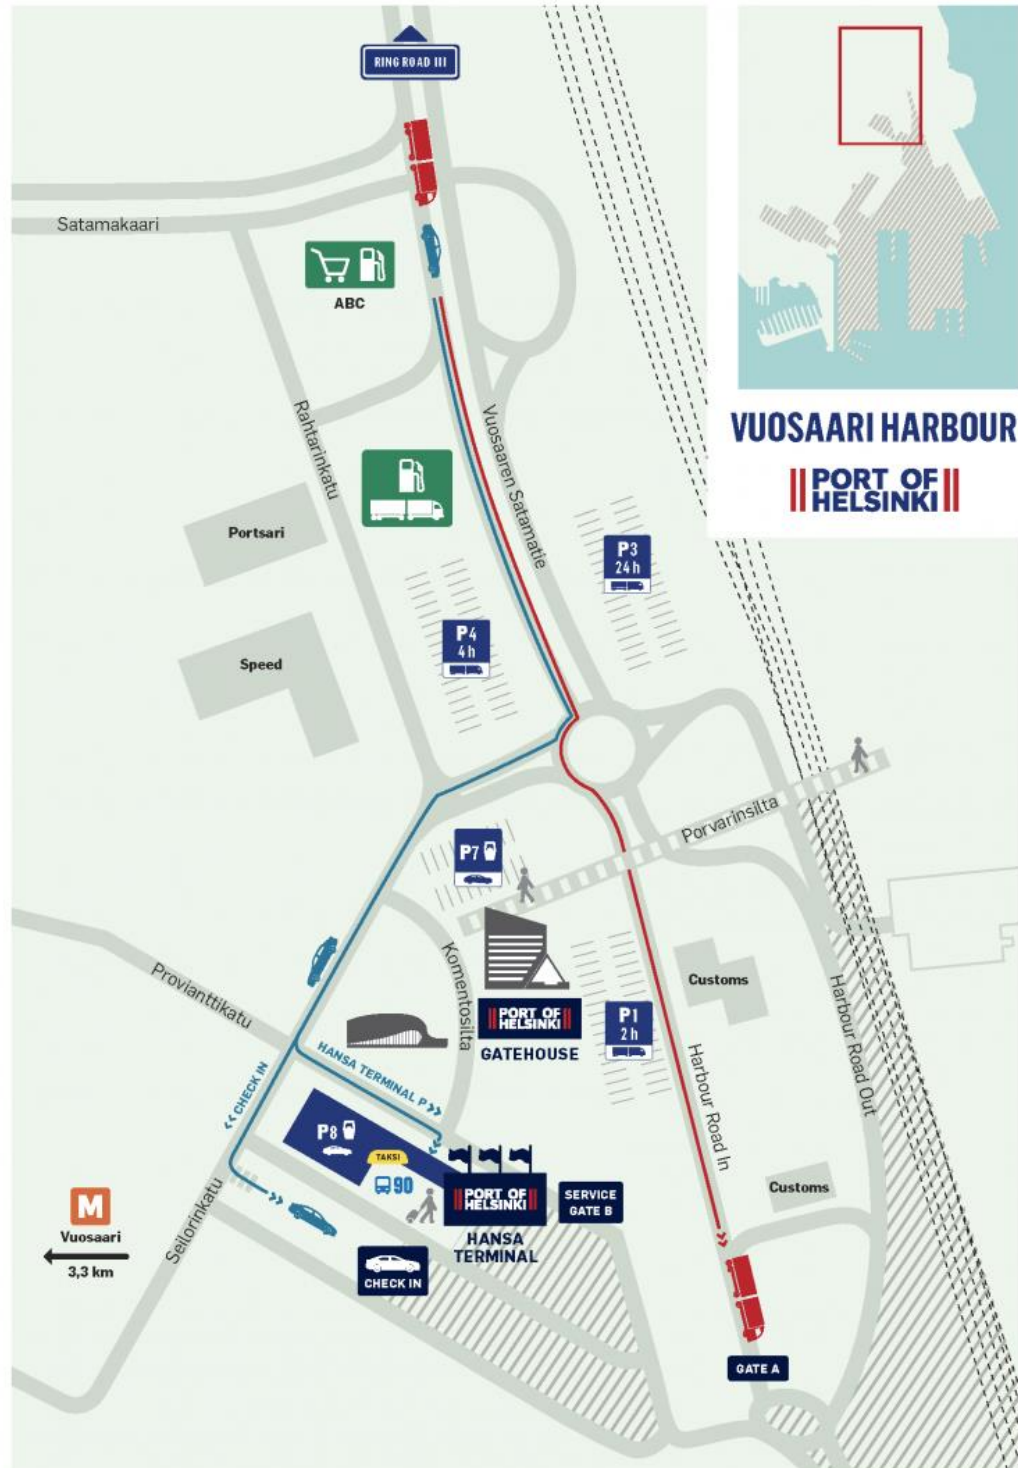 RING ROAD III
Satamakaari
ABC
Rahtarinkatu
Vuosaaren Satamatie
VUOSAARI HARBOUR
PORT OF
HELSINKI
Portsari
P3
24 h
P4
4 h
Speed
Porvarinsilta
P7
Komentosilta
Provianttikatu
PORT OF
HELSINKI
GATEHOUSE
Customs
P1
2 h
Harbour Road In
Harbour Road Out
HANSA TERMINAL P >>
<< CHECK IN
P8
TAKSI
90
PORT OF
HELSINKI
HANSA
TERMINAL
SERVICE
GATE B
Customs
Seilorinkatu
M
Vuosaari
3,3 km
CHECK IN
GATE A